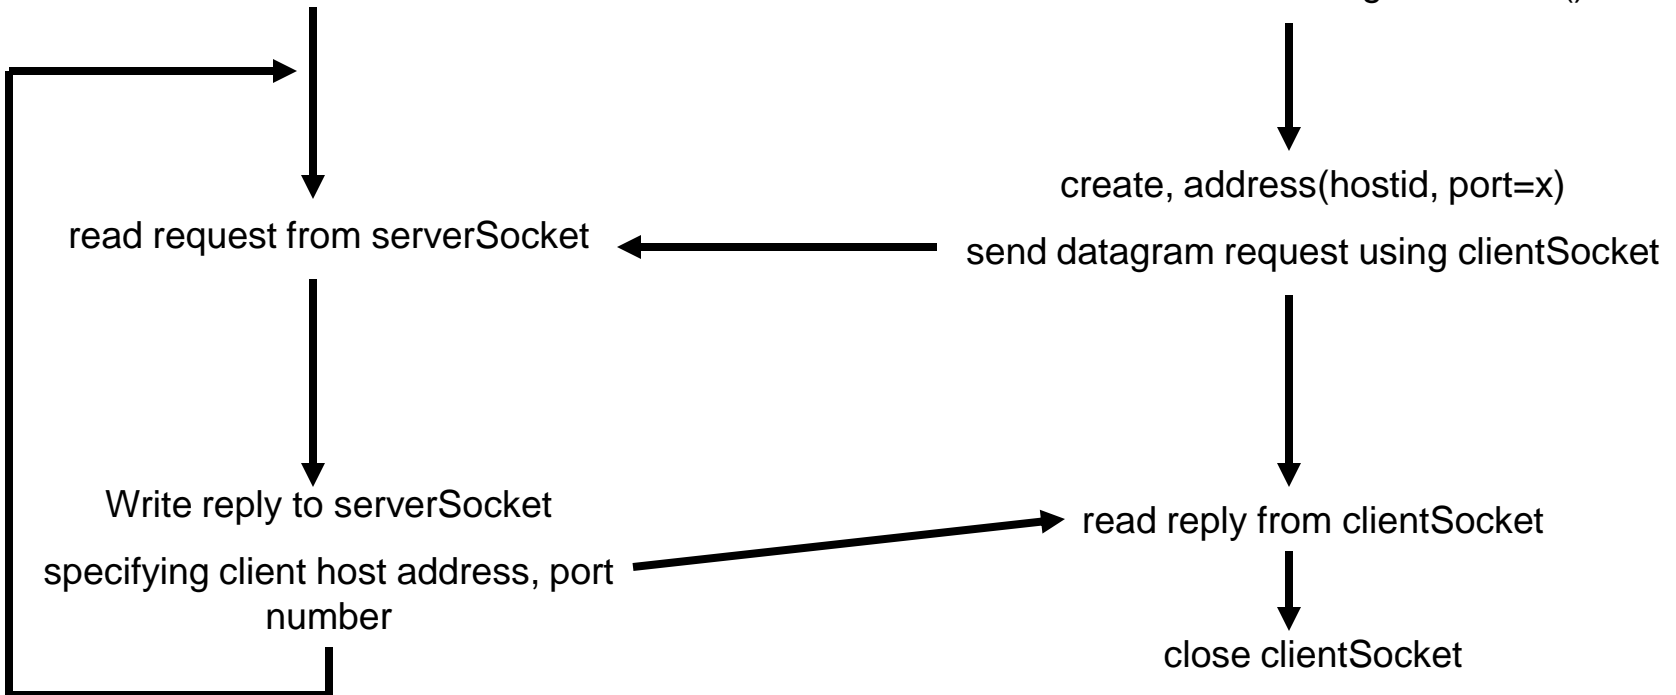 read request from serverSocket
create, address(hostid, port=x)
send datagram request using clientSocket
Write reply to serverSocket
specifying client host address, port
number
read reply from clientSocket
close clientSocket